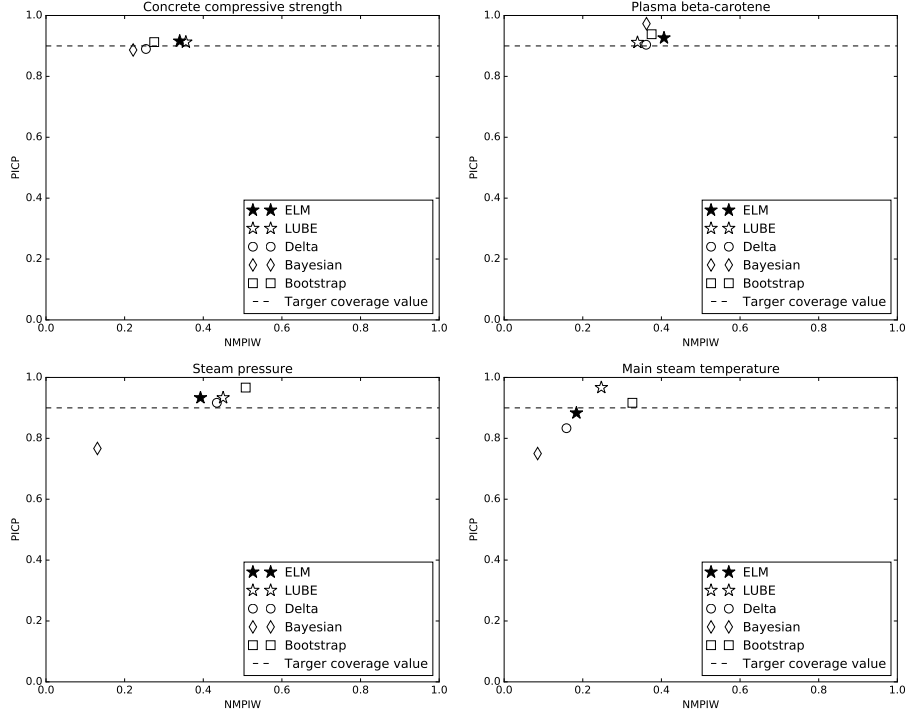 Concrete compressive strength
1.0
0.8
0.6
0.4
0.2
0.0
PICP
ELM
LUBE
Delta
Bayesian
Bootstrap
Targer coverage value
0.0 0.2 0.4 0.6 0.8 1.0
NMPIW
Plasma beta-carotene
1.0
0.8
0.6
0.4
0.2
0.0
PICP
ELM
LUBE
Delta
Bayesian
Bootstrap
Targer coverage value
0.0 0.2 0.4 0.6 0.8 1.0
NMPIW
Steam pressure
1.0
0.8
0.6
0.4
0.2
0.0
PICP
ELM
LUBE
Delta
Bayesian
Bootstrap
Targer coverage value
0.0 0.2 0.4 0.6 0.8 1.0
NMPIW
Main steam temperature
1.0
0.8
0.6
0.4
0.2
0.0
PICP
ELM
LUBE
Delta
Bayesian
Bootstrap
Targer coverage value
0.0 0.2 0.4 0.6 0.8 1.0
NMPIW